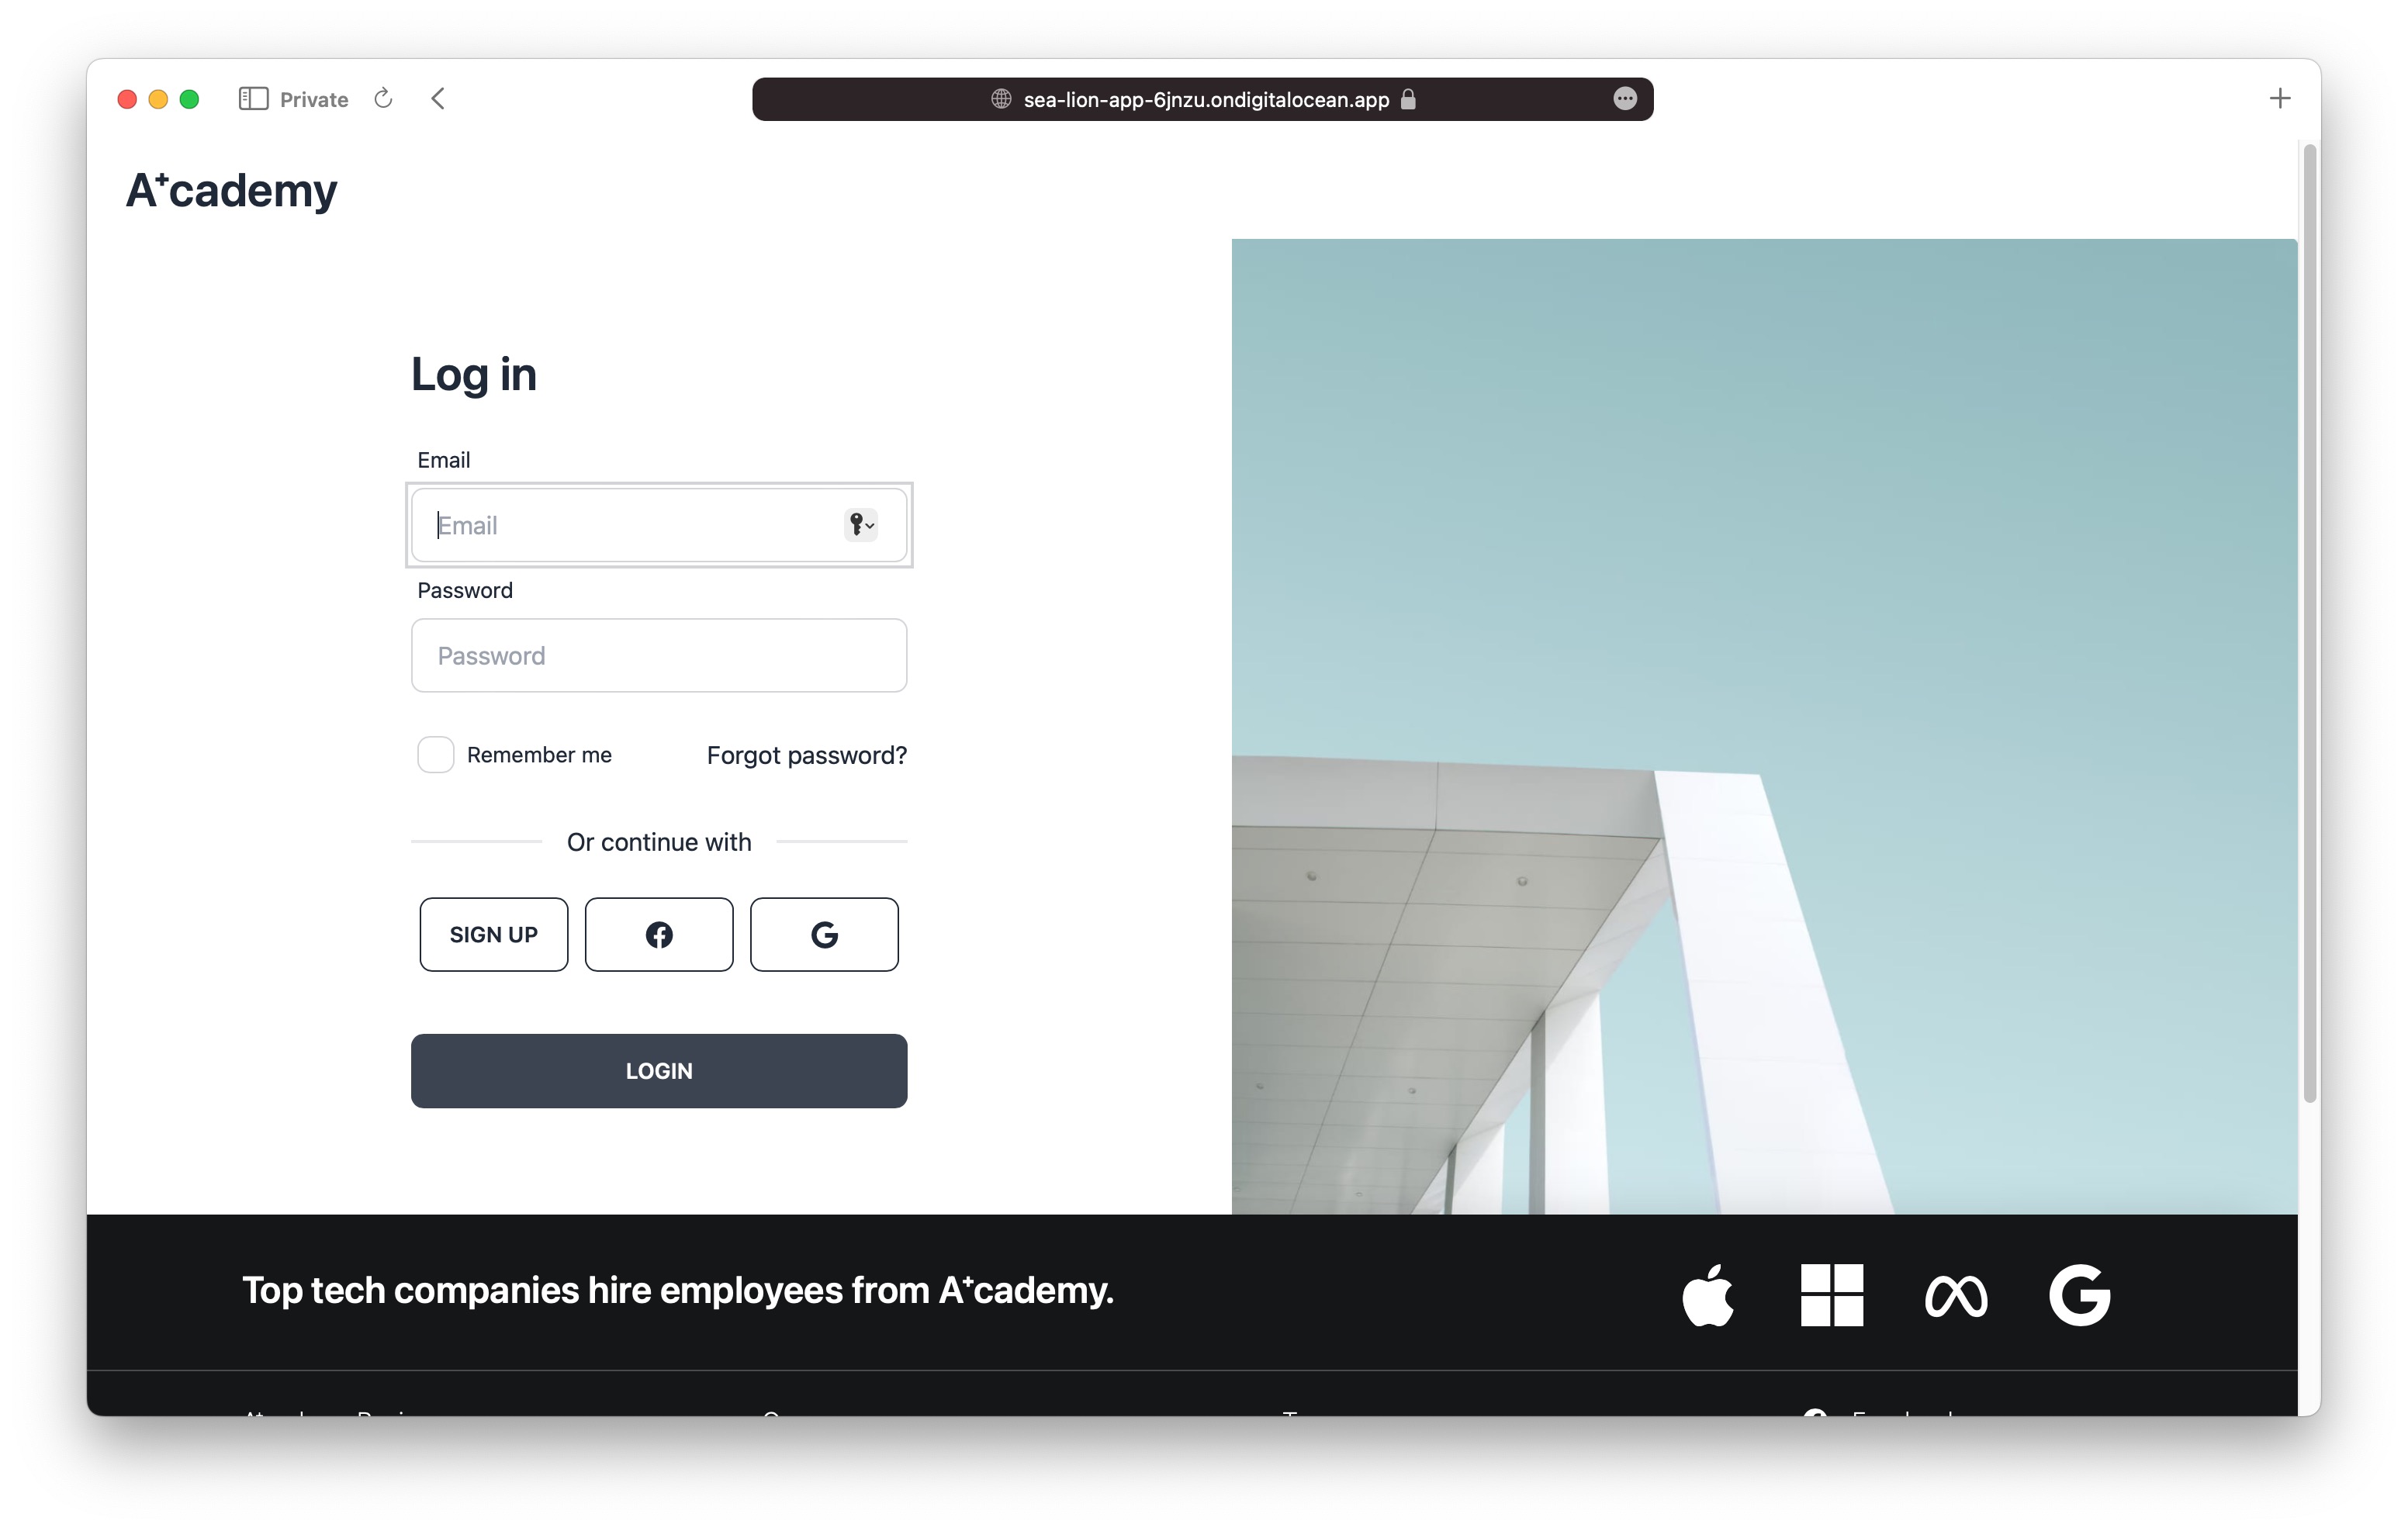 Private
sea-lion-app-6jnzu.ondigitalocean.app
A⁺cademy
Log in
Email
Email
Password
Password
Remember me Forgot password?
Or continue with
SIGN UP
LOGIN
Top tech companies hire employees from A⁺cademy.